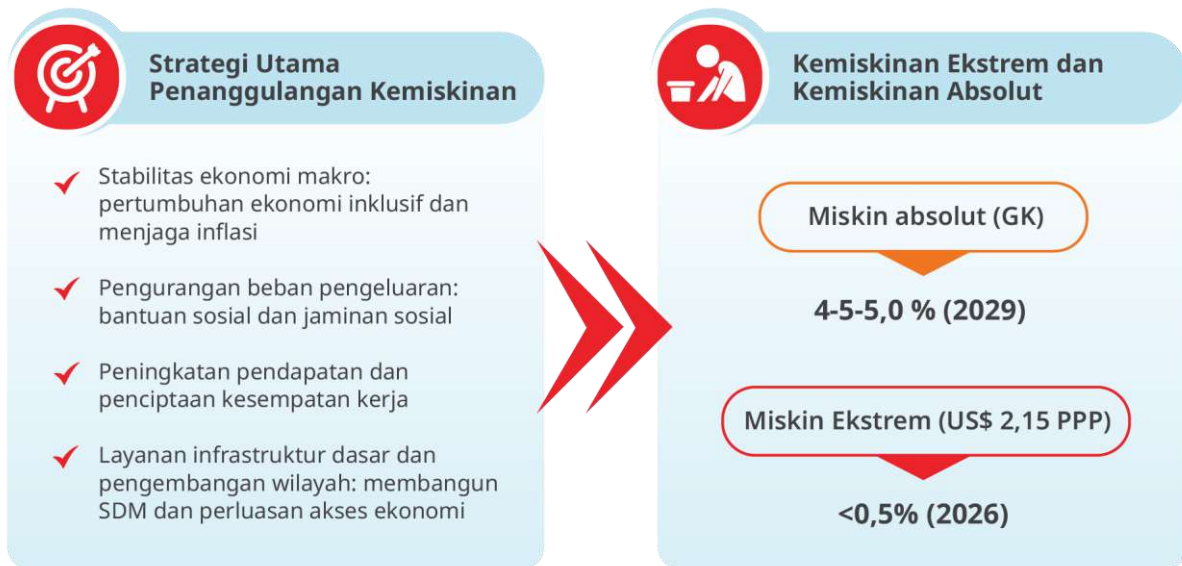 Strategi Utama
Penanggulangan Kemiskinan
Stabilitas ekonomi makro:
pertumbuhan ekonomi inklusif dan
menjaga inflasi
Pengurangan beban pengeluaran:
bantuan sosial dan jaminan sosial
Peningkatan pendapatan dan
penciptaan kesempatan kerja
Layanan infrastruktur dasar dan
pengembangan wilayah: membangun
SDM dan perluasan akses ekonomi
Kemiskinan Ekstrem dan
Kemiskinan Absolut
Miskin absolut (GK)
4-5-5,0 % (2029)
Miskin Ekstrem (US$ 2,15 PPP)
<0,5% (2026)